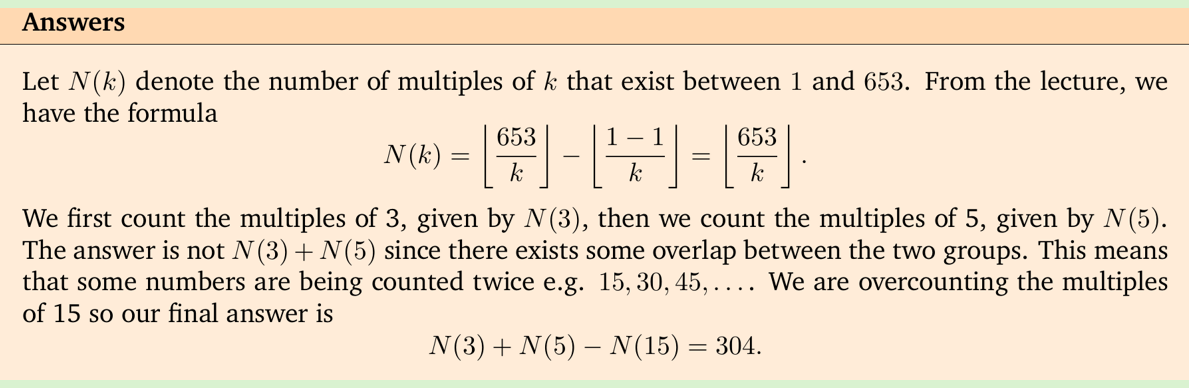 Answers
Let N(k) denote the number of multiples of k that exist between 1 and 653. From the lecture, we
have the formula
N(k) = ⌊653/k⌋ − ⌊(1 − 1)/k⌋ = ⌊653/k⌋.
We first count the multiples of 3, given by N(3), then we count the multiples of 5, given by N(5).
The answer is not N(3) + N(5) since there exists some overlap between the two groups. This means
that some numbers are being counted twice e.g. 15, 30, 45, . . . . We are overcounting the multiples
of 15 so our final answer is
N(3) + N(5) − N(15) = 304.